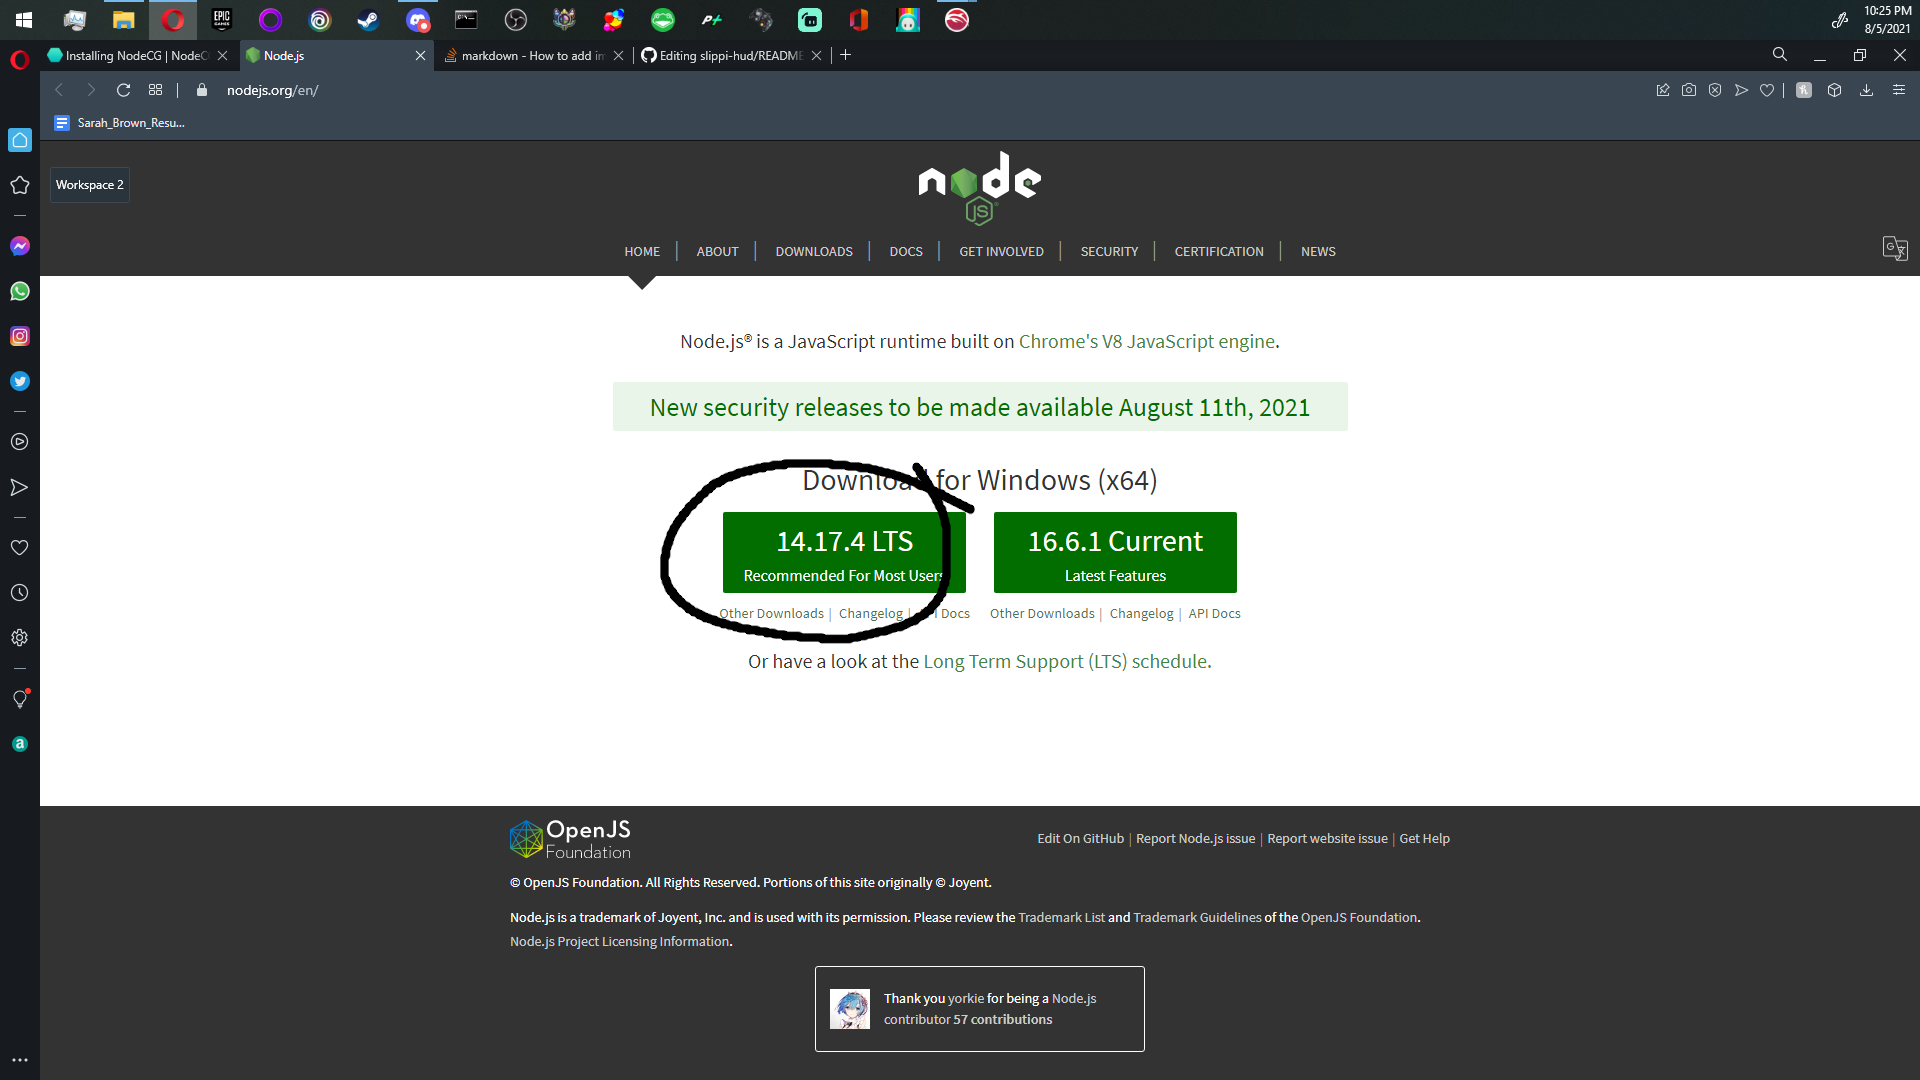 10:25 PM
8/5/2021
Installing NodeCG | NodeC
Node.js
markdown - How to add im
Editing slippi-hud/README
nodejs.org/en/
Sarah_Brown_Resu...
Workspace 2
node
JS
HOME
ABOUT
DOWNLOADS
DOCS
GET INVOLVED
SECURITY
CERTIFICATION
NEWS
Node.js® is a JavaScript runtime built on Chrome's V8 JavaScript engine.
New security releases to be made available August 11th, 2021
Download for Windows (x64)
14.17.4 LTS
Recommended For Most Users
16.6.1 Current
Latest Features
Other Downloads | Changelog | API Docs
Other Downloads | Changelog | API Docs
Or have a look at the Long Term Support (LTS) schedule.
OpenJS
Foundation
Edit On GitHub | Report Node.js issue | Report website issue | Get Help
© OpenJS Foundation. All Rights Reserved. Portions of this site originally © Joyent.
Node.js is a trademark of Joyent, Inc. and is used with its permission. Please review the Trademark List and Trademark Guidelines of the OpenJS Foundation.
Node.js Project Licensing Information.
Thank you yorkie for being a Node.js
contributor 57 contributions